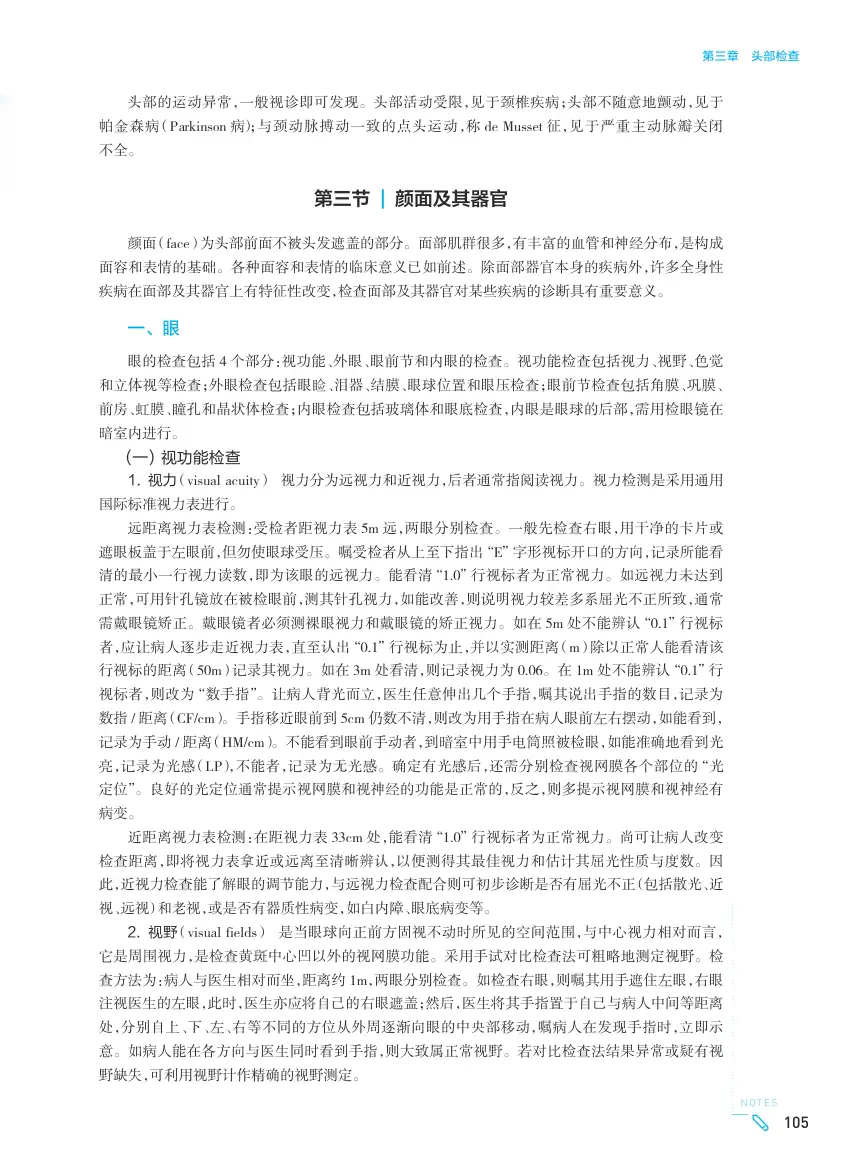 第三章 头部检查
头部的运动异常,一般视诊即可发现。头部活动受限,见于颈椎疾病;头部不随意地颤动,见于
帕金森病(Parkinson 病);与颈动脉搏动一致的点头运动,称 de Musset 征,见于严重主动脉瓣关闭
不全。
第三节 | 颜面及其器官
颜面(face)为头部前面不被头发遮盖的部分。面部肌群很多,有丰富的血管和神经分布,是构成
面容和表情的基础。各种面容和表情的临床意义已如前述。除面部器官本身的疾病外,许多全身性
疾病在面部及其器官上有特征性改变,检查面部及其器官对某些疾病的诊断具有重要意义。
一、眼
眼的检查包括 4 个部分:视功能、外眼、眼前节和内眼的检查。视功能检查包括视力、视野、色觉
和立体视等检查;外眼检查包括眼睑、泪器、结膜、眼球位置和眼压检查;眼前节检查包括角膜、巩膜、
前房、虹膜、瞳孔和晶状体检查;内眼检查包括玻璃体和眼底检查,内眼是眼球的后部,需用检眼镜在
暗室内进行。
(一) 视功能检查
1. 视力(visual acuity) 视力分为远视力和近视力,后者通常指阅读视力。视力检测是采用通用
国际标准视力表进行。
远距离视力表检测:受检者距视力表 5m 远,两眼分别检查。一般先检查右眼,用干净的卡片或
遮眼板盖于左眼前,但勿使眼球受压。嘱受检者从上至下指出 “E” 字形视标开口的方向,记录所能看
清的最小一行视力读数,即为该眼的远视力。能看清 “1.0” 行视标者为正常视力。如远视力未达到
正常,可用针孔镜放在被检眼前,测其针孔视力,如能改善,则说明视力较差多系屈光不正所致,通常
需戴眼镜矫正。戴眼镜者必须测裸眼视力和戴眼镜的矫正视力。如在 5m 处不能辨认 “0.1” 行视标
者,应让病人逐步走近视力表,直至认出 “0.1” 行视标为止,并以实测距离(m)除以正常人能看清该
行视标的距离(50m)记录其视力。如在 3m 处看清,则记录视力为 0.06。在 1m 处不能辨认 “0.1” 行
视标者,则改为 “数手指”。让病人背光而立,医生任意伸出几个手指,嘱其说出手指的数目,记录为
数指 / 距离(CF/cm)。手指移近眼前到 5cm 仍数不清,则改为用手指在病人眼前左右摆动,如能看到,
记录为手动 / 距离(HM/cm)。不能看到眼前手动者,到暗室中用手电筒照被检眼,如能准确地看到光
亮,记录为光感(LP),不能者,记录为无光感。确定有光感后,还需分别检查视网膜各个部位的 “光
定位”。良好的光定位通常提示视网膜和视神经的功能是正常的,反之,则多提示视网膜和视神经有
病变。
近距离视力表检测:在距视力表 33cm 处,能看清 “1.0” 行视标者为正常视力。尚可让病人改变
检查距离,即将视力表拿近或远离至清晰辨认,以便测得其最佳视力和估计其屈光性质与度数。因
此,近视力检查能了解眼的调节能力,与远视力检查配合则可初步诊断是否有屈光不正(包括散光、近
视、远视)和老视,或是否有器质性病变,如白内障、眼底病变等。
2. 视野(visual fields) 是当眼球向正前方固视不动时所见的空间范围,与中心视力相对而言,
它是周围视力,是检查黄斑中心凹以外的视网膜功能。采用手试对比检查法可粗略地测定视野。检
查方法为:病人与医生相对而坐,距离约 1m,两眼分别检查。如检查右眼,则嘱其用手遮住左眼,右眼
注视医生的左眼,此时,医生亦应将自己的右眼遮盖;然后,医生将其手指置于自己与病人中间等距离
处,分别自上、下、左、右等不同的方位从外周逐渐向眼的中央部移动,嘱病人在发现手指时,立即示
意。如病人能在各方向与医生同时看到手指,则大致属正常视野。若对比检查法结果异常或疑有视
野缺失,可利用视野计作精确的视野测定。
NOTES
105